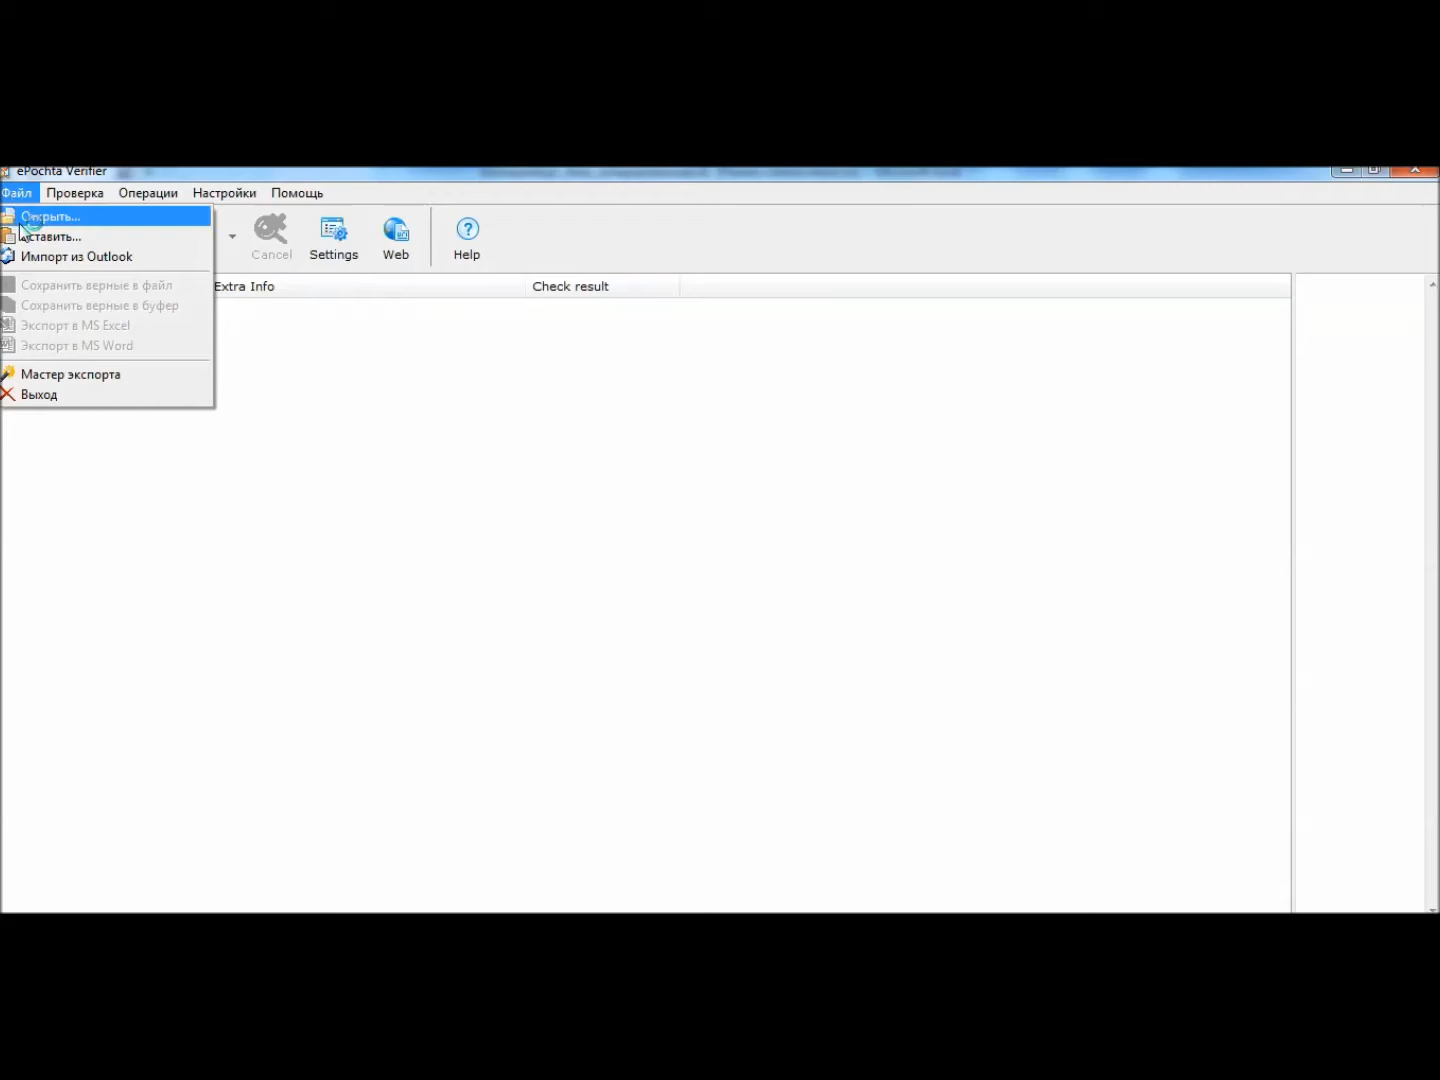 ePochta Verifier
Файл Проверка Операции Настройки Помощь
Открыть...
Cancel Settings Web Help
Импорт из Outlook
Extra Info Check result
Сохранить верные в файл
Сохранить верные в буфер
Экспорт в MS Excel
Экспорт в MS Word
Мастер экспорта
Выход